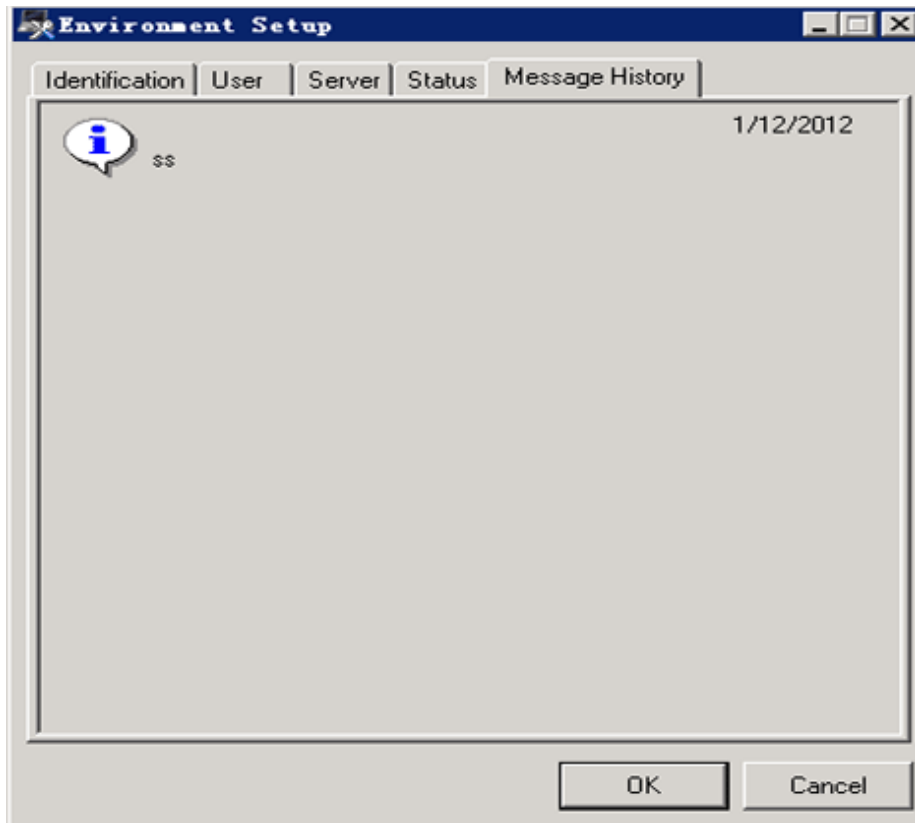 Environment Setup
Identification User Server Status Message History
1/12/2012
i
ss
OK Cancel